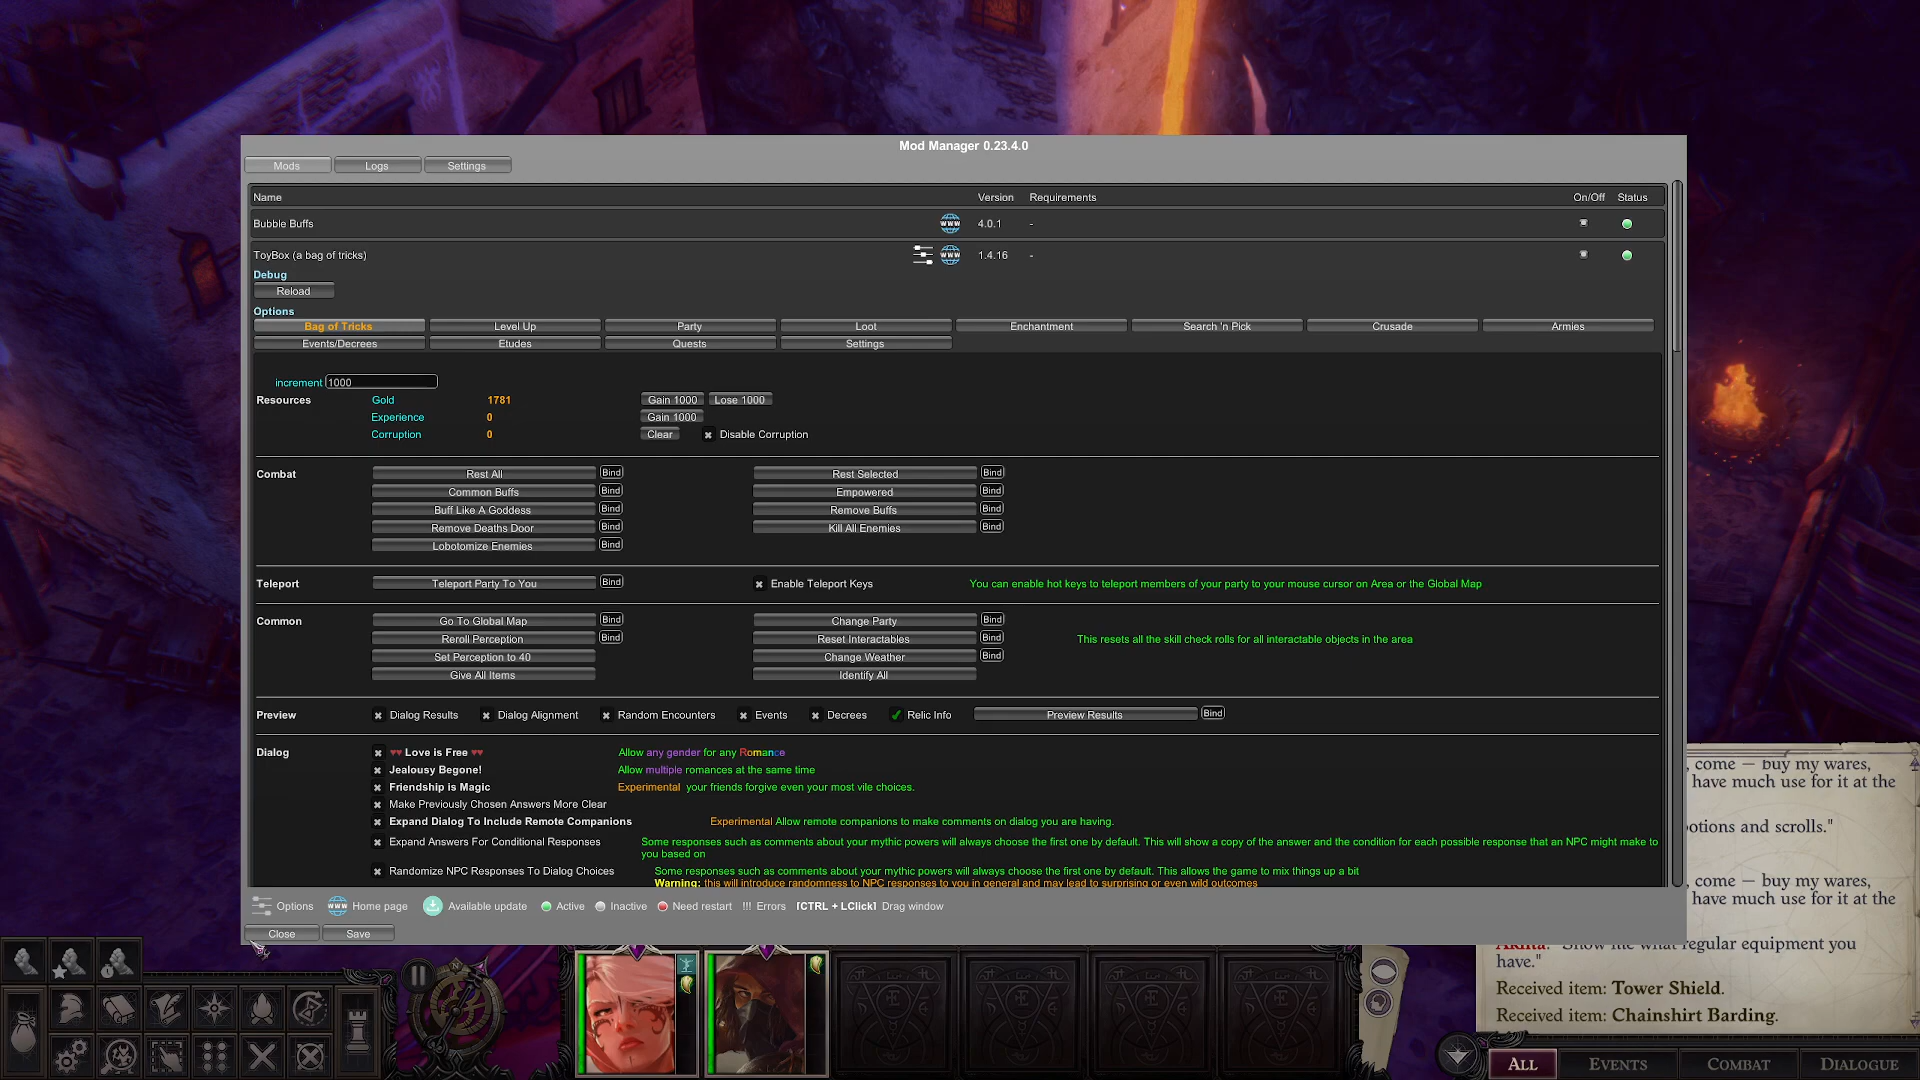 Mod Manager 0.23.4.0
Mods Logs Settings
Name Version Requirements On/Off Status
Bubble Buffs www 4.0.1 -
ToyBox (a bag of tricks) www 1.4.16 -
Debug
Reload
Options
Bag of Tricks Level Up Party Loot Enchantment Search 'n Pick Crusade Armies
Events/Decrees Etudes Quests Settings
increment 1000
Resources Gold 1781 Gain 1000 Lose 1000
Experience 0 Gain 1000
Corruption 0 Clear Disable Corruption
Combat Rest All Bind Rest Selected Bind
Common Buffs Bind Empowered Bind
Buff Like A Goddess Bind Remove Buffs Bind
Remove Deaths Door Bind Kill All Enemies Bind
Lobotomize Enemies Bind
Teleport Teleport Party To You Bind Enable Teleport Keys You can enable hot keys to teleport members of your party to your mouse cursor on Area or the Global Map
Common Go To Global Map Bind Change Party Bind
Reroll Perception Bind Reset Interactables Bind This resets all the skill check rolls for all interactable objects in the area
Set Perception to 40 Change Weather Bind
Give All Items Identify All
Preview Dialog Results Dialog Alignment Random Encounters Events Decrees Relic Info Preview Results Bind
Dialog ♥♥ Love is Free ♥♥ Allow any gender for any Romance
Jealousy Begone! Allow multiple romances at the same time
Friendship is Magic Experimental your friends forgive even your most vile choices.
Make Previously Chosen Answers More Clear
Expand Dialog To Include Remote Companions Experimental Allow remote companions to make comments on dialog you are having.
Expand Answers For Conditional Responses Some responses such as comments about your mythic powers will always choose the first one by default. This will show a copy of the answer and the condition for each possible response that an NPC might make to
you based on
Randomize NPC Responses To Dialog Choices Some responses such as comments about your mythic powers will always choose the first one by default. This allows the game to mix things up a bit
Warning: this will introduce randomness to NPC responses to you in general and may lead to surprising or even wild outcomes
Options www Home page Available update Active Inactive Need restart !!! Errors [CTRL + LClick] Drag window
Close Save
, come — buy my wares,
have much use for it at the
otions and scrolls."
, come — buy my wares,
have much use for it at the
Akilta: "Show me what regular equipment you
have."
Received item: Tower Shield.
Received item: Chainshirt Barding.
N
ALL EVENTS COMBAT DIALOGUE